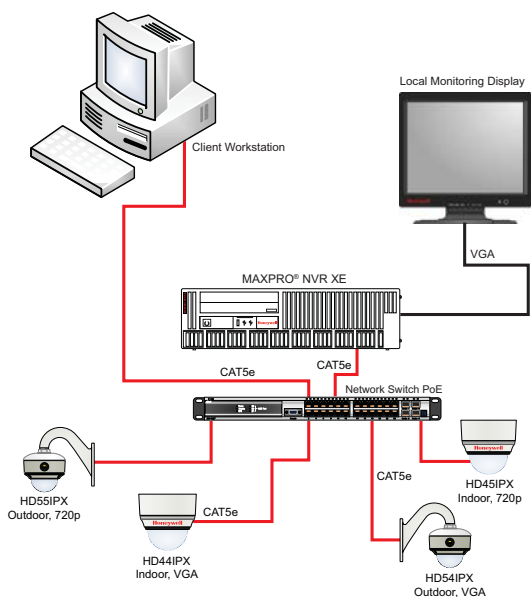 Local Monitoring Display
Client Workstation
Honeywell
VGA
MAXPRO® NVR XE
Honeywell
CAT5e
CAT5e
Network Switch PoE
Honeywell
HD45IPX
Indoor, 720p
HD55IPX
Outdoor, 720p
CAT5e
Honeywell
CAT5e
HD44IPX
Indoor, VGA
HD54IPX
Outdoor, VGA